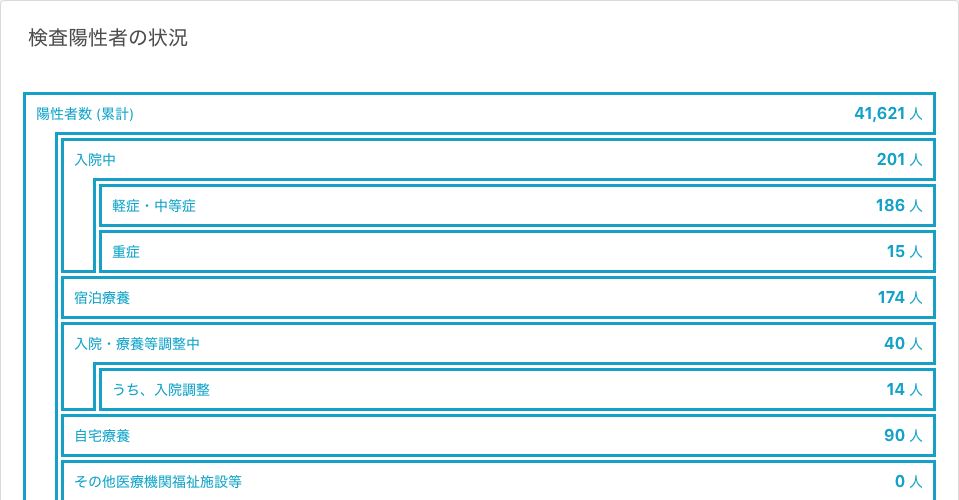 検査陽性者の状況
陽性者数 (累計) 41,621 人
入院中 201 人
軽症・中等症 186 人
重症 15 人
宿泊療養 174 人
入院・療養等調整中 40 人
うち、入院調整 14 人
自宅療養 90 人
その他医療機関福祉施設等 0 人